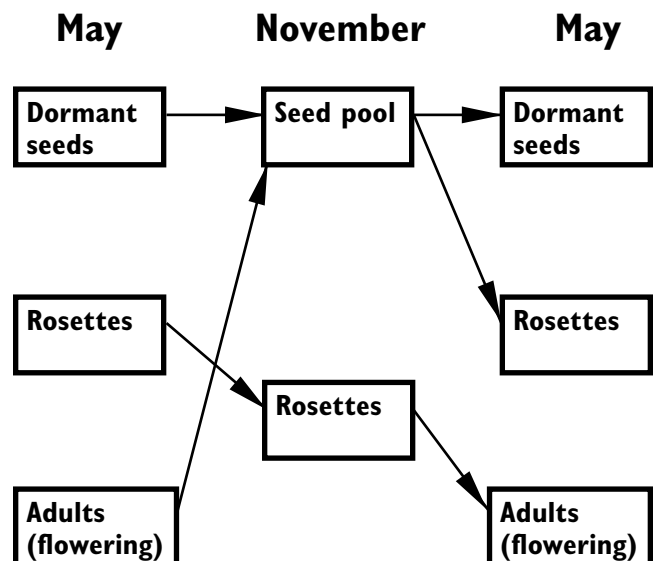 May November May
Dormant
seeds
Seed pool
Dormant
seeds
Rosettes
Rosettes
Rosettes
Adults
(flowering)
Adults
(flowering)